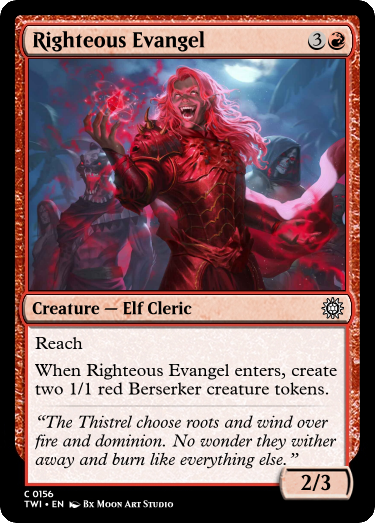 Righteous Evangel 3
Creature — Elf Cleric
Reach
When Righteous Evangel enters, create
two 1/1 red Berserker creature tokens.
“The Thistrel choose roots and wind over
fire and dominion. No wonder they wither
away and burn like everything else.”
2/3
C 0156
TWI • EN Bx Moon Art Studio